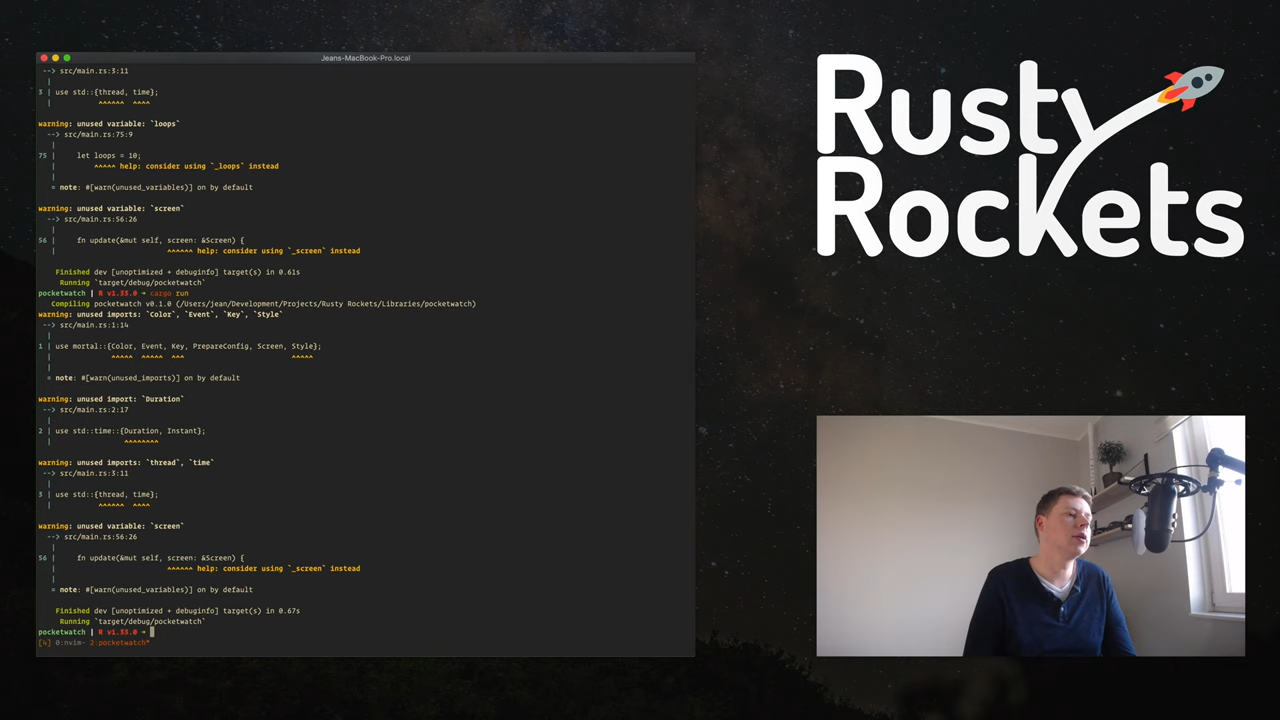 Jeans-MacBook-Pro.local
--> src/main.rs:3:11
|
3 | use std::{thread, time};
| ^^^^^^ ^^^^
warning: unused variable: `loops`
--> src/main.rs:75:9
|
75 | let loops = 10;
| ^^^^^ help: consider using `_loops` instead
|
= note: #[warn(unused_variables)] on by default
warning: unused variable: `screen`
--> src/main.rs:56:26
|
56 | fn update(&mut self, screen: &Screen) {
| ^^^^^^ help: consider using `_screen` instead
Finished dev [unoptimized + debuginfo] target(s) in 0.61s
Running `target/debug/pocketwatch`
pocketwatch | R v1.33.0 → cargo run
Compiling pocketwatch v0.1.0 (/Users/jean/Development/Projects/Rusty Rockets/Libraries/pocketwatch)
warning: unused imports: `Color`, `Event`, `Key`, `Style`
--> src/main.rs:1:14
|
1 | use mortal::{Color, Event, Key, PrepareConfig, Screen, Style};
| ^^^^^ ^^^^^ ^^^ ^^^^^
|
= note: #[warn(unused_imports)] on by default
warning: unused import: `Duration`
--> src/main.rs:2:17
|
2 | use std::time::{Duration, Instant};
| ^^^^^^^^
warning: unused imports: `thread`, `time`
--> src/main.rs:3:11
|
3 | use std::{thread, time};
| ^^^^^^ ^^^^
warning: unused variable: `screen`
--> src/main.rs:56:26
|
56 | fn update(&mut self, screen: &Screen) {
| ^^^^^^ help: consider using `_screen` instead
|
= note: #[warn(unused_variables)] on by default
Finished dev [unoptimized + debuginfo] target(s) in 0.67s
Running `target/debug/pocketwatch`
pocketwatch | R v1.33.0 →
[4] 0:nvim- 2:pocketwatch*
Rusty
Rockets